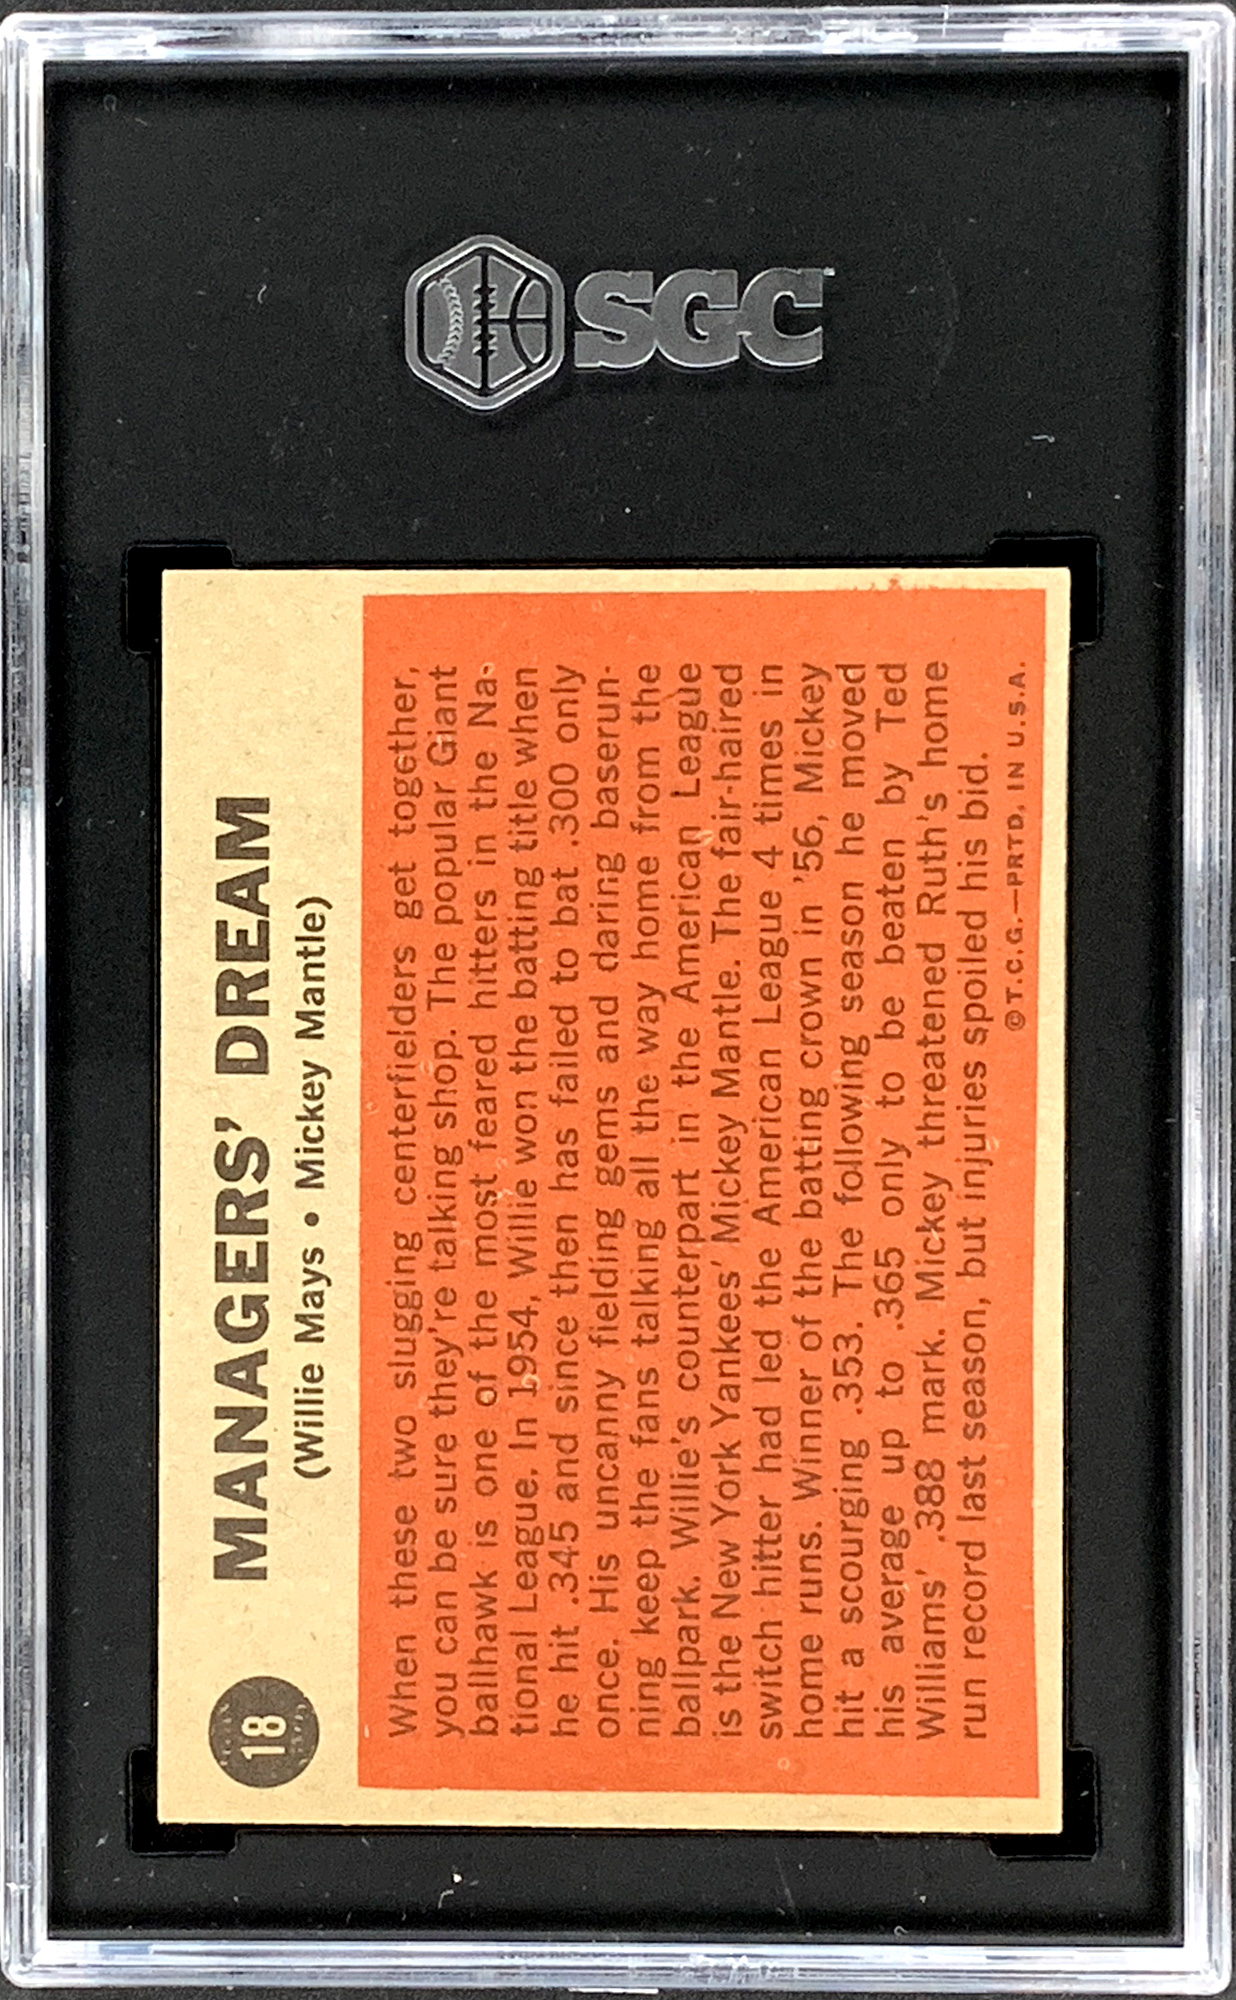 SGC
18
MANAGERS' DREAM
(Willie Mays • Mickey Mantle)
When these two slugging centerfielders get together,
you can be sure they're talking shop. The popular Giant
ballhawk is one of the most feared hitters in the Na-
tional League. In 1954, Willie won the batting title when
he hit .345 and since then has failed to bat .300 only
once. His uncanny fielding gems and daring baserun-
ning keep the fans talking all the way home from the
ballpark. Willie's counterpart in the American League
is the New York Yankees' Mickey Mantle. The fair-haired
switch hitter had led the American League 4 times in
home runs. Winner of the batting crown in '56, Mickey
hit a scourging .353. The following season he moved
his average up to .365 only to be beaten by Ted
Williams' .388 mark. Mickey threatened Ruth's home
run record last season, but injuries spoiled his bid.
©T.C.G.—PRTD. IN U.S.A.